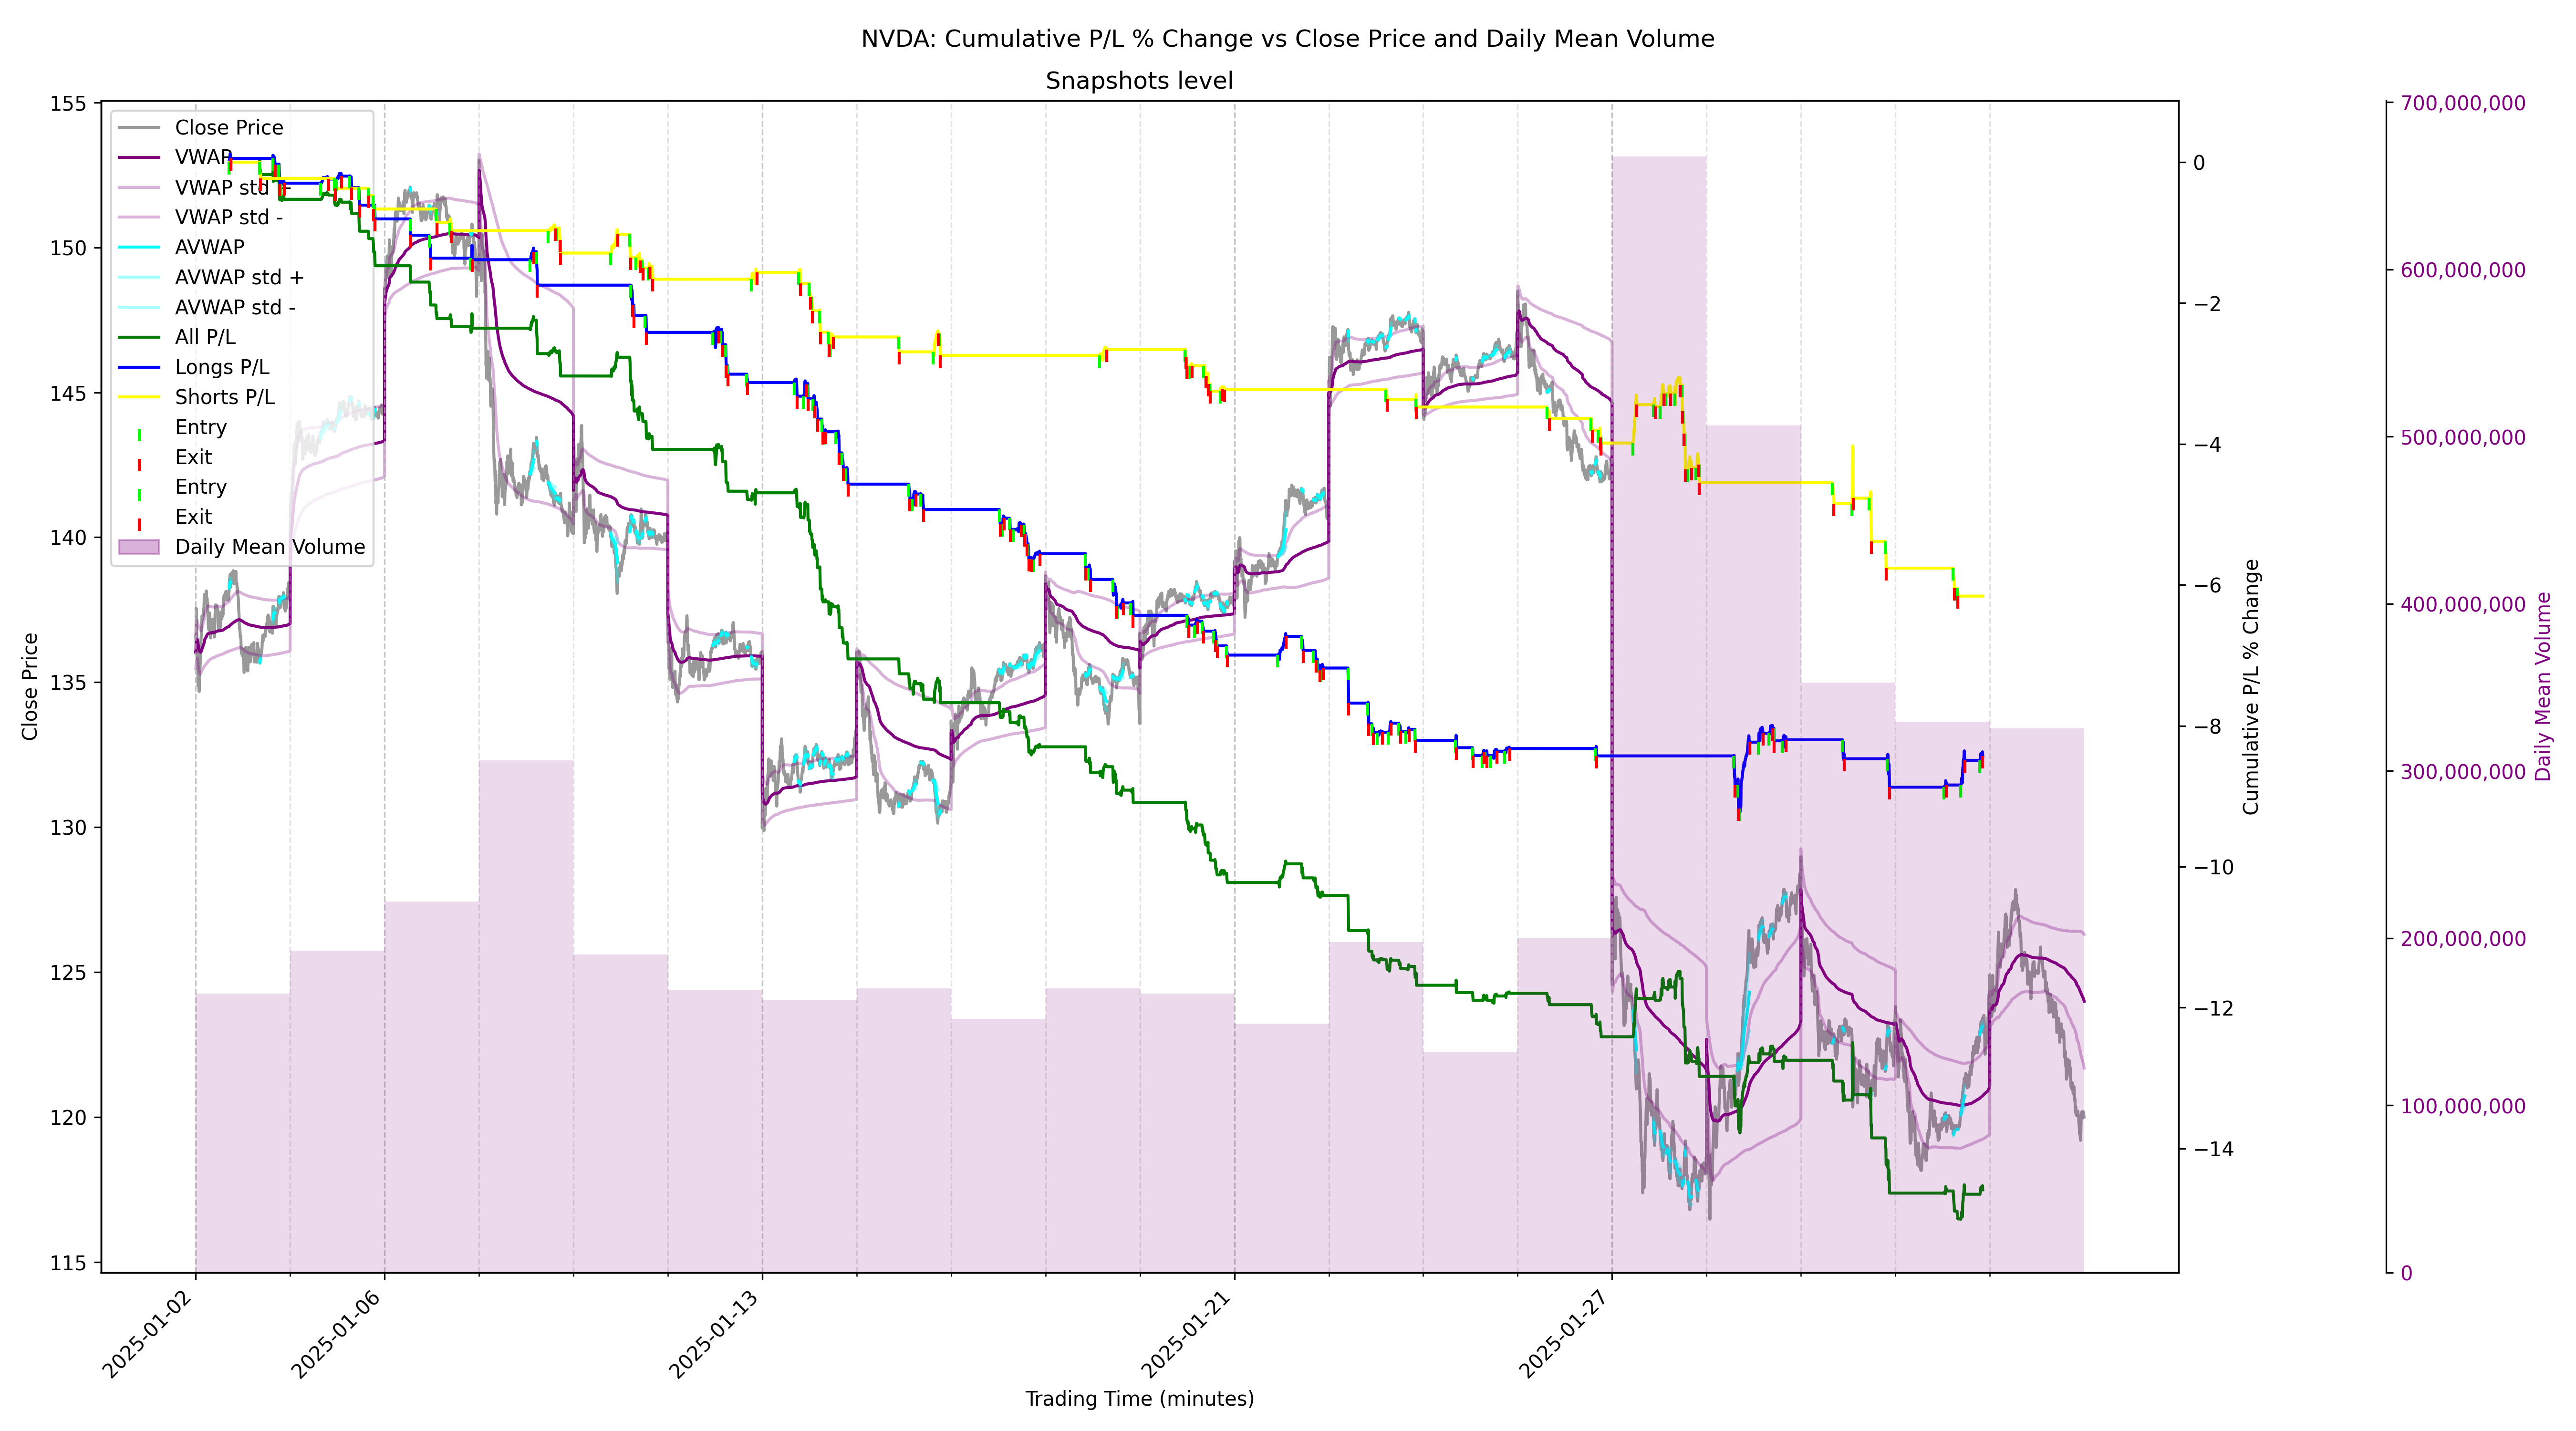 NVDA: Cumulative P/L % Change vs Close Price and Daily Mean Volume
Snapshots level
Close Price
VWAP
VWAP std +
VWAP std -
AVWAP
AVWAP std +
AVWAP std -
All P/L
Longs P/L
Shorts P/L
Entry
Exit
Entry
Exit
Daily Mean Volume
155
150
145
140
135
130
125
120
115
Close Price
0
−2
−4
−6
−8
−10
−12
−14
Cumulative P/L % Change
700,000,000
600,000,000
500,000,000
400,000,000
300,000,000
200,000,000
100,000,000
0
Daily Mean Volume
2025-01-02
2025-01-06
2025-01-13
2025-01-21
2025-01-27
Trading Time (minutes)